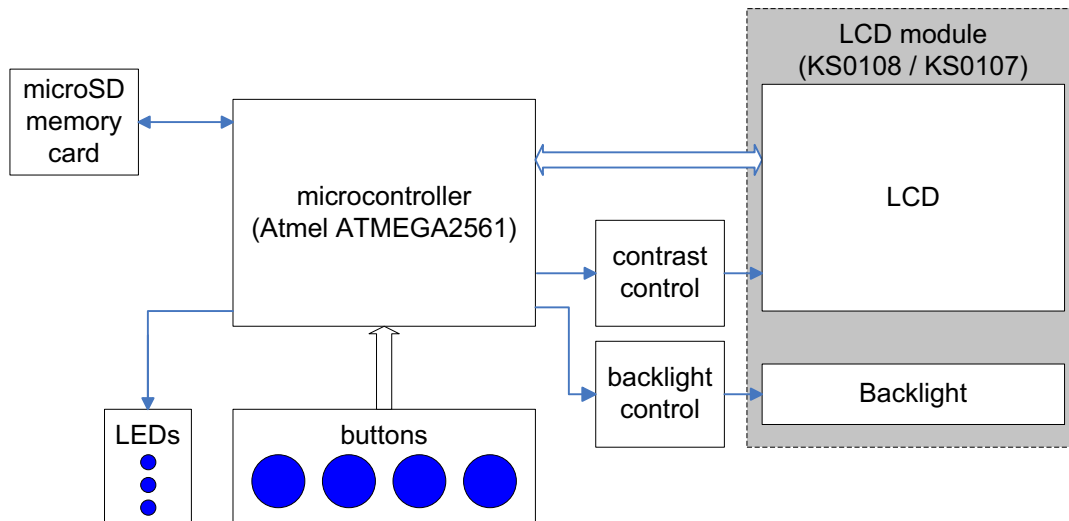 LCD module
(KS0108 / KS0107)
microSD
memory
card
microcontroller
(Atmel ATMEGA2561)
LCD
contrast
control
backlight
control
Backlight
LEDs
buttons